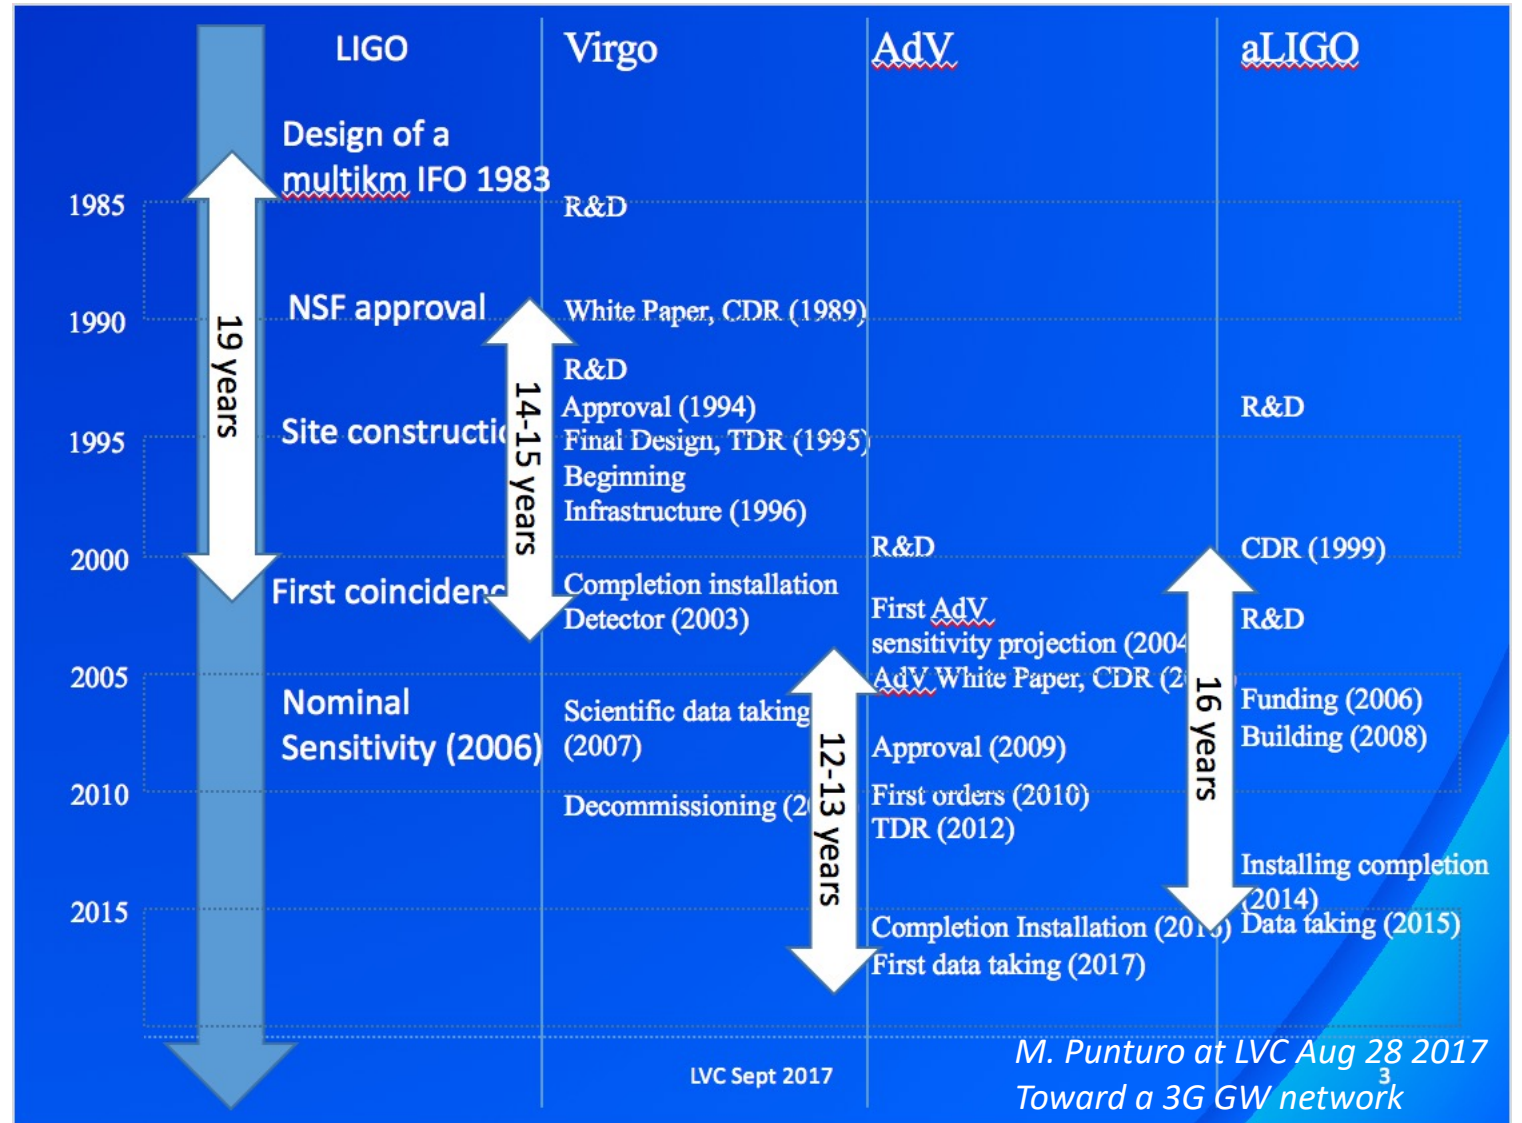 LIGO
Virgo
AdV
aLIGO
Design of a
multikm IFO 1983
1985
R&D
NSF approval
White Paper, CDR (1989)
1990
19 years
14-15 years
R&D
Approval (1994)
R&D
Site constructio
1995
Final Design, TDR (1995)
Beginning
Infrastructure (1996)
2000
R&D
CDR (1999)
First coincidenc
Completion installation
Detector (2003)
First AdV
sensitivity projection (2004
R&D
2005
AdV White Paper, CDR (2
16 years
Nominal
Sensitivity (2006)
Scientific data taking
(2007)
12-13 years
Approval (2009)
Funding (2006)
Building (2008)
2010
Decommissioning (20
First orders (2010)
TDR (2012)
Installing completion
(2014)
2015
Completion Installation (2016)
First data taking (2017)
Data taking (2015)
LVC Sept 2017
3
M. Punturo at LVC Aug 28 2017
Toward a 3G GW network